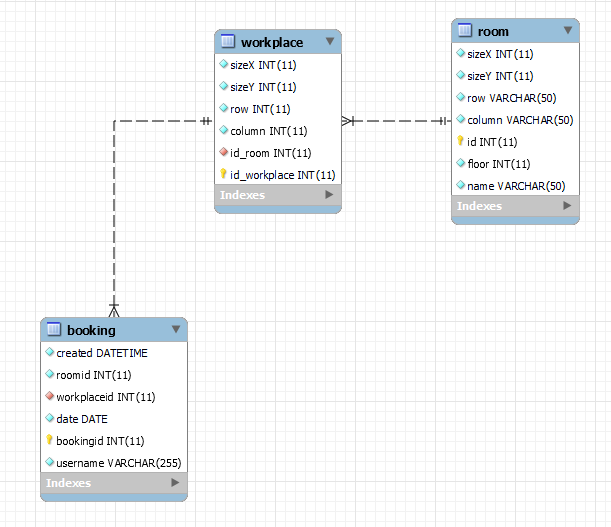 workplace
sizeX INT(11)
sizeY INT(11)
row INT(11)
column INT(11)
id_room INT(11)
id_workplace INT(11)
Indexes
room
sizeX INT(11)
sizeY INT(11)
row VARCHAR(50)
column VARCHAR(50)
id INT(11)
floor INT(11)
name VARCHAR(50)
Indexes
booking
created DATETIME
roomid INT(11)
workplaceid INT(11)
date DATE
bookingid INT(11)
username VARCHAR(255)
Indexes